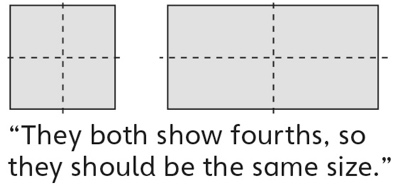 “They both show fourths, so
they should be the same size.”